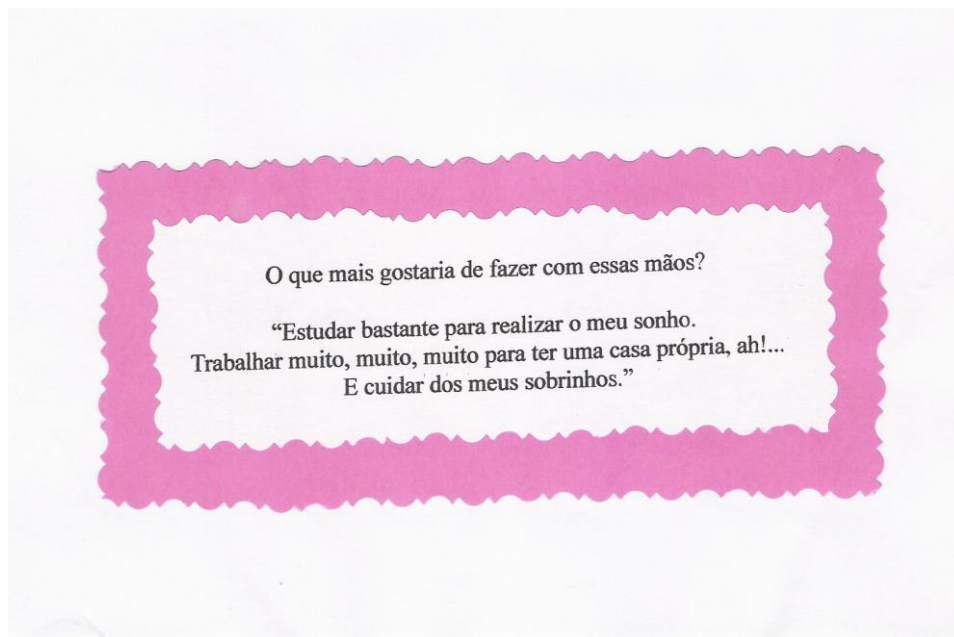 O que mais gostaria de fazer com essas mãos?
“Estudar bastante para realizar o meu sonho.
Trabalhar muito, muito, muito para ter uma casa própria, ah!...
E cuidar dos meus sobrinhos.”